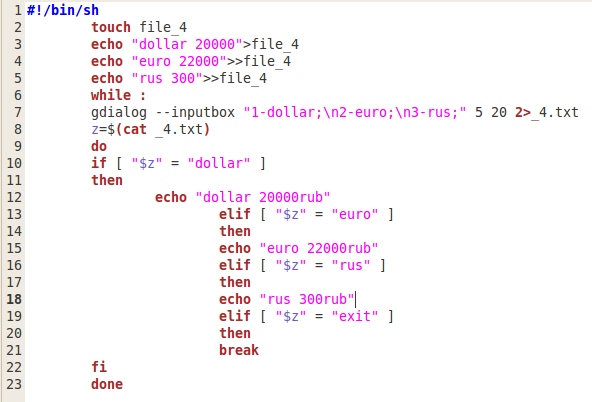 1 #!/bin/sh
2 touch file_4
3 echo "dollar 20000">file_4
4 echo "euro 22000">>file_4
5 echo "rus 300">>file_4
6 while :
7 gdialog --inputbox "1-dollar;\n2-euro;\n3-rus;" 5 20 2>_4.txt
8 z=$(cat _4.txt)
9 do
10 if [ "$z" = "dollar" ]
11 then
12 echo "dollar 20000rub"
13 elif [ "$z" = "euro" ]
14 then
15 echo "euro 22000rub"
16 elif [ "$z" = "rus" ]
17 then
18 echo "rus 300rub"
19 elif [ "$z" = "exit" ]
20 then
21 break
22 fi
23 done